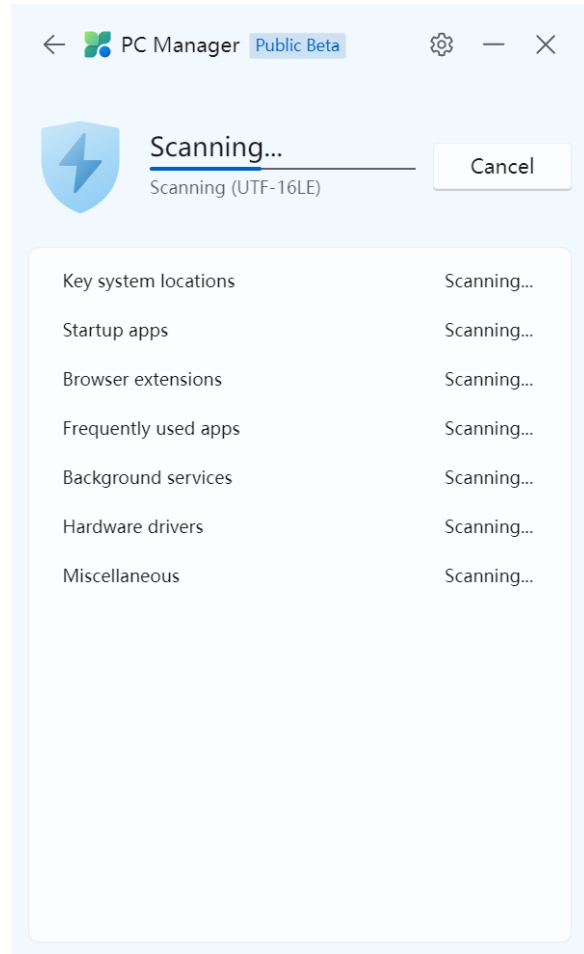 PC Manager Public Beta
Scanning...
Cancel
Scanning (UTF-16LE)
Key system locations Scanning...
Startup apps Scanning...
Browser extensions Scanning...
Frequently used apps Scanning...
Background services Scanning...
Hardware drivers Scanning...
Miscellaneous Scanning...